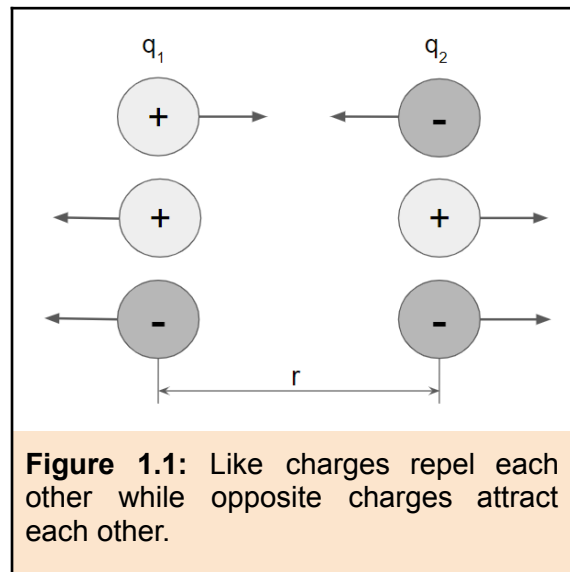 q1 q2
+ -
+ +
- -
r
Figure 1.1: Like charges repel each
other while opposite charges attract
each other.